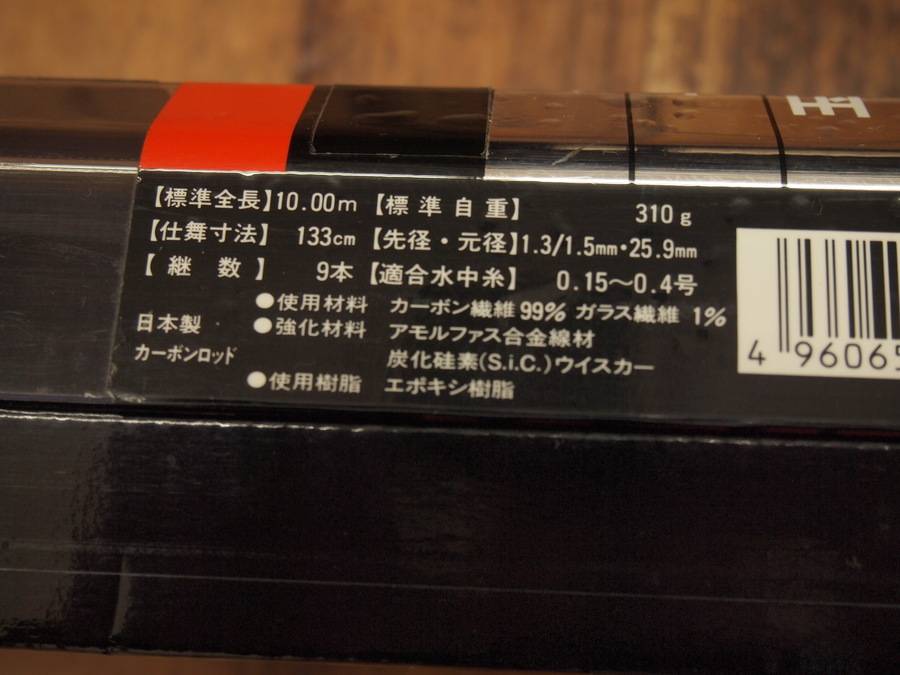 【標準全長】10.00m 【標準自重】 310g
【仕舞寸法】 133cm 【先径・元径】1.3/1.5mm・25.9mm
【継数】 9本 【適合水中糸】 0.15〜0.4号
●使用材料 カーボン繊維 99% ガラス繊維 1%
日本製 ●強化材料 アモルファス合金線材
カーボンロッド 炭化硅素(S.i.C.)ウイスカー
●使用樹脂 エポキシ樹脂
4 96065